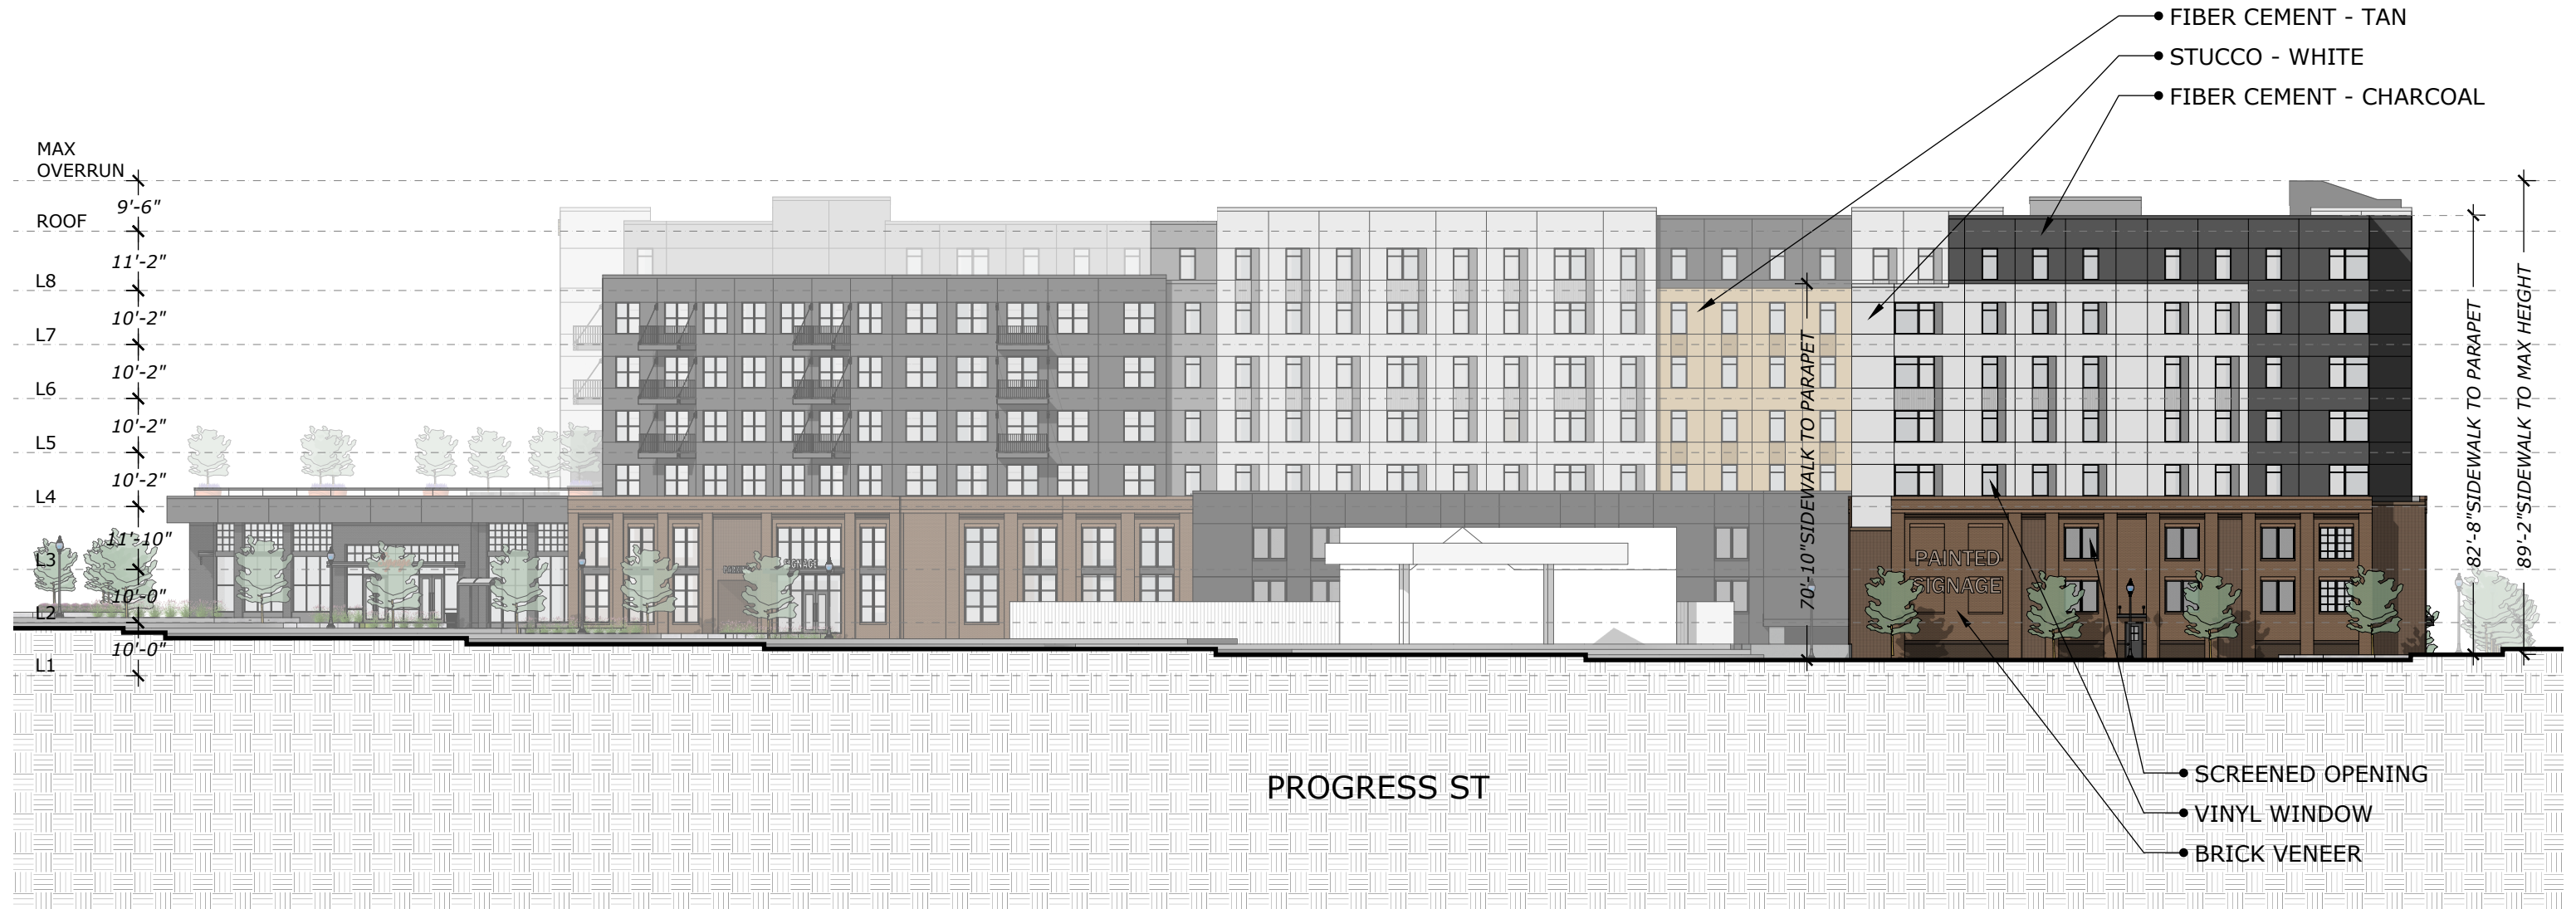 FIBER CEMENT - TAN
STUCCO - WHITE
FIBER CEMENT - CHARCOAL
MAX
OVERRUN
9'-6"
ROOF
11'-2"
L8
10'-2"
L7
10'-2"
L6
10'-2"
L5
10'-2"
L4
11'-10"
L3
10'-0"
L2
10'-0"
L1
SIGNAGE
70'-10"SIDEWALK TO PARAPET
PAINTED
SIGNAGE
82'-8"SIDEWALK TO PARAPET
89'-2"SIDEWALK TO MAX HEIGHT
PROGRESS ST
SCREENED OPENING
VINYL WINDOW
BRICK VENEER